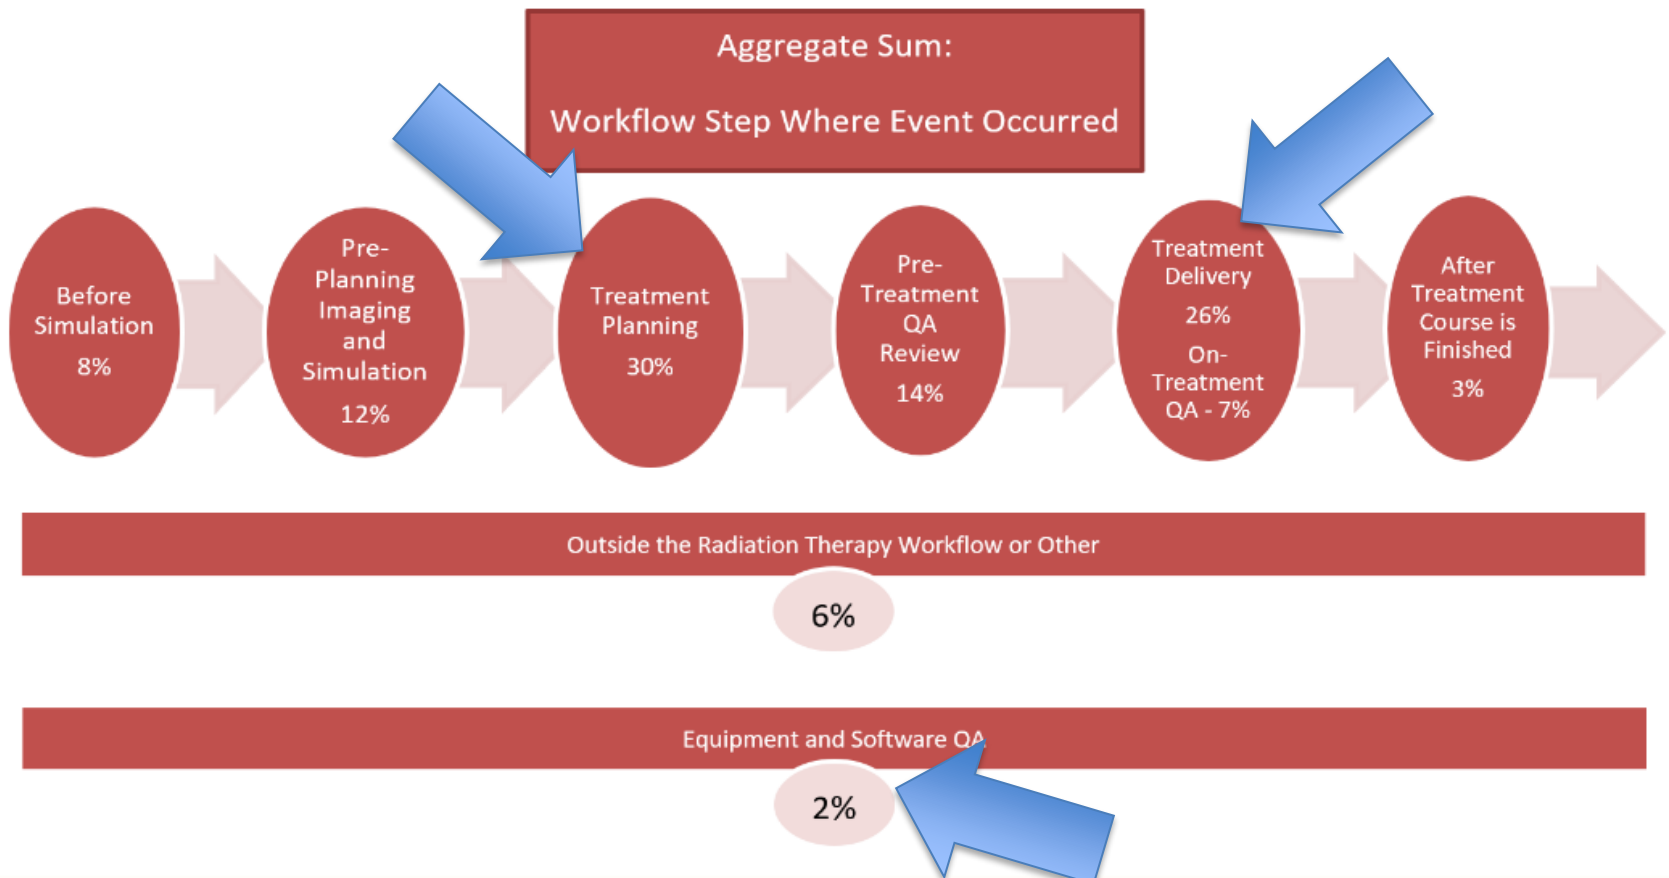 Aggregate Sum:
Workflow Step Where Event Occurred
Before
Simulation
8%
Pre-
Planning
Imaging
and
Simulation
12%
Treatment
Planning
30%
Pre-
Treatment
QA
Review
14%
Treatment
Delivery
26%
On-
Treatment
QA - 7%
After
Treatment
Course is
Finished
3%
Outside the Radiation Therapy Workflow or Other
6%
Equipment and Software QA
2%